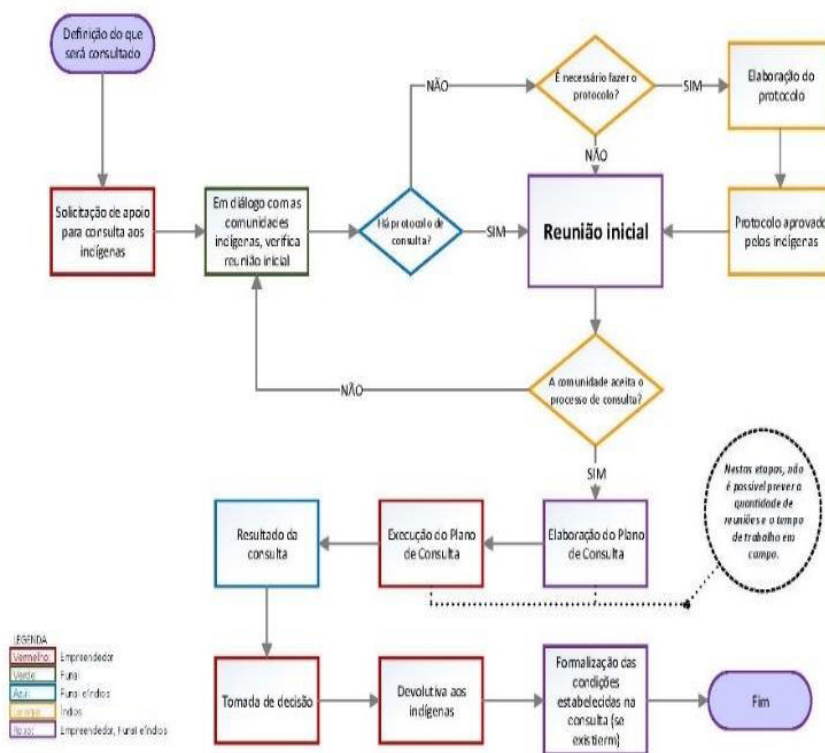 Definição do que
será consultado
NÃO
É necessário fazer o
protocolo?
SIM
Elaboração do
protocolo
NÃO
Solicitação de apoio
para consulta aos
indígenas
Em diálogo com as
comunidades
indígenas, verifica
reunião inicial
Há protocolo de
consulta?
SIM
Reunião inicial
Protocolo aprovado
pelos indígenas
A comunidade aceita o
processo de consulta?
NÃO
SIM
Nestas etapas, não
é possível prever a
quantidade de
reuniões e o tempo
de trabalho em
campo.
Resultado da
consulta
Execução do Plano
de Consulta
Elaboração do Plano
de Consulta
LEGENDA
Vermelho: Empreendedor
Verde: Funai
Azul: Funai e índios
Laranja: Índios
Roxo: Empreendedor, Funai e índios
Tomada de decisão
Devolutiva aos
indígenas
Formalização das
condições
estabelecidas na
consulta (se
existierm)
Fim